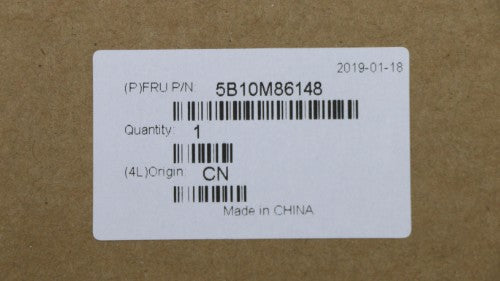 2019-01-18
(P)FRU P/N: 5B10M86148
Quantity: 1
(4L)Origin: CN
Made in CHINA